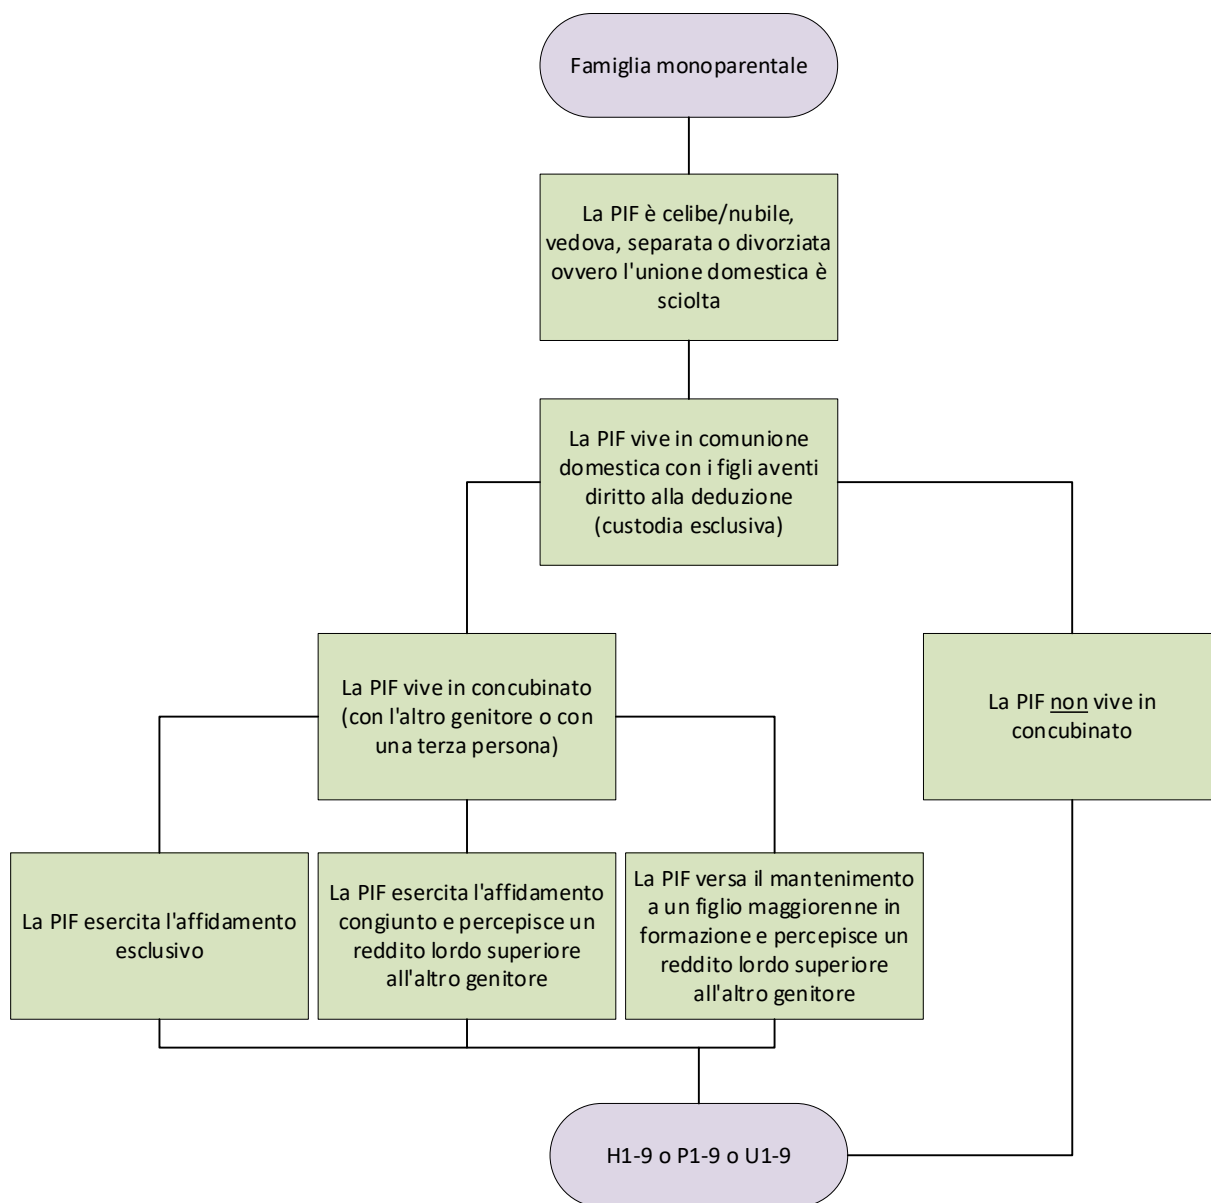 Famiglia monoparentale
La PIF è celibe/nubile,
vedova, separata o divorziata
ovvero l'unione domestica è
sciolta
La PIF vive in comunione
domestica con i figli aventi
diritto alla deduzione
(custodia esclusiva)
La PIF vive in concubinato
(con l'altro genitore o con
una terza persona)
La PIF non vive in
concubinato
La PIF esercita l'affidamento
esclusivo
La PIF esercita l'affidamento
congiunto e percepisce un
reddito lordo superiore
all'altro genitore
La PIF versa il mantenimento
a un figlio maggiorenne in
formazione e percepisce un
reddito lordo superiore
all'altro genitore
H1-9 o P1-9 o U1-9